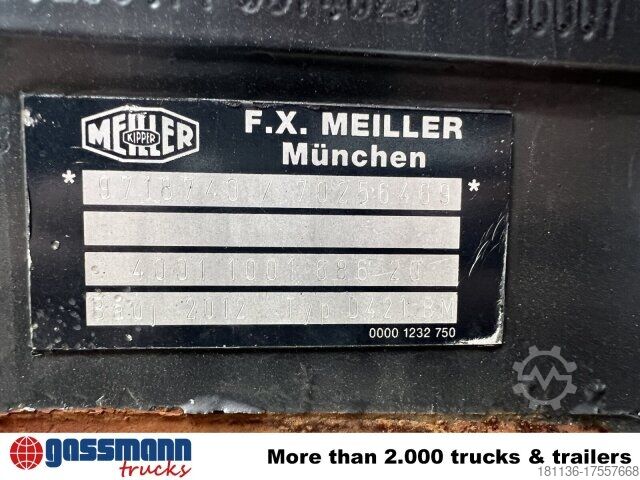 MEILLER
KIPPER
F.X. MEILLER
München
* 9718740 / 70256469 *
4001 1001 886 20
Bauj 2012 Typ D421 BM
0000 1232 750
gassmann
trucks
More than 2.000 trucks & trailers
181136-17557668